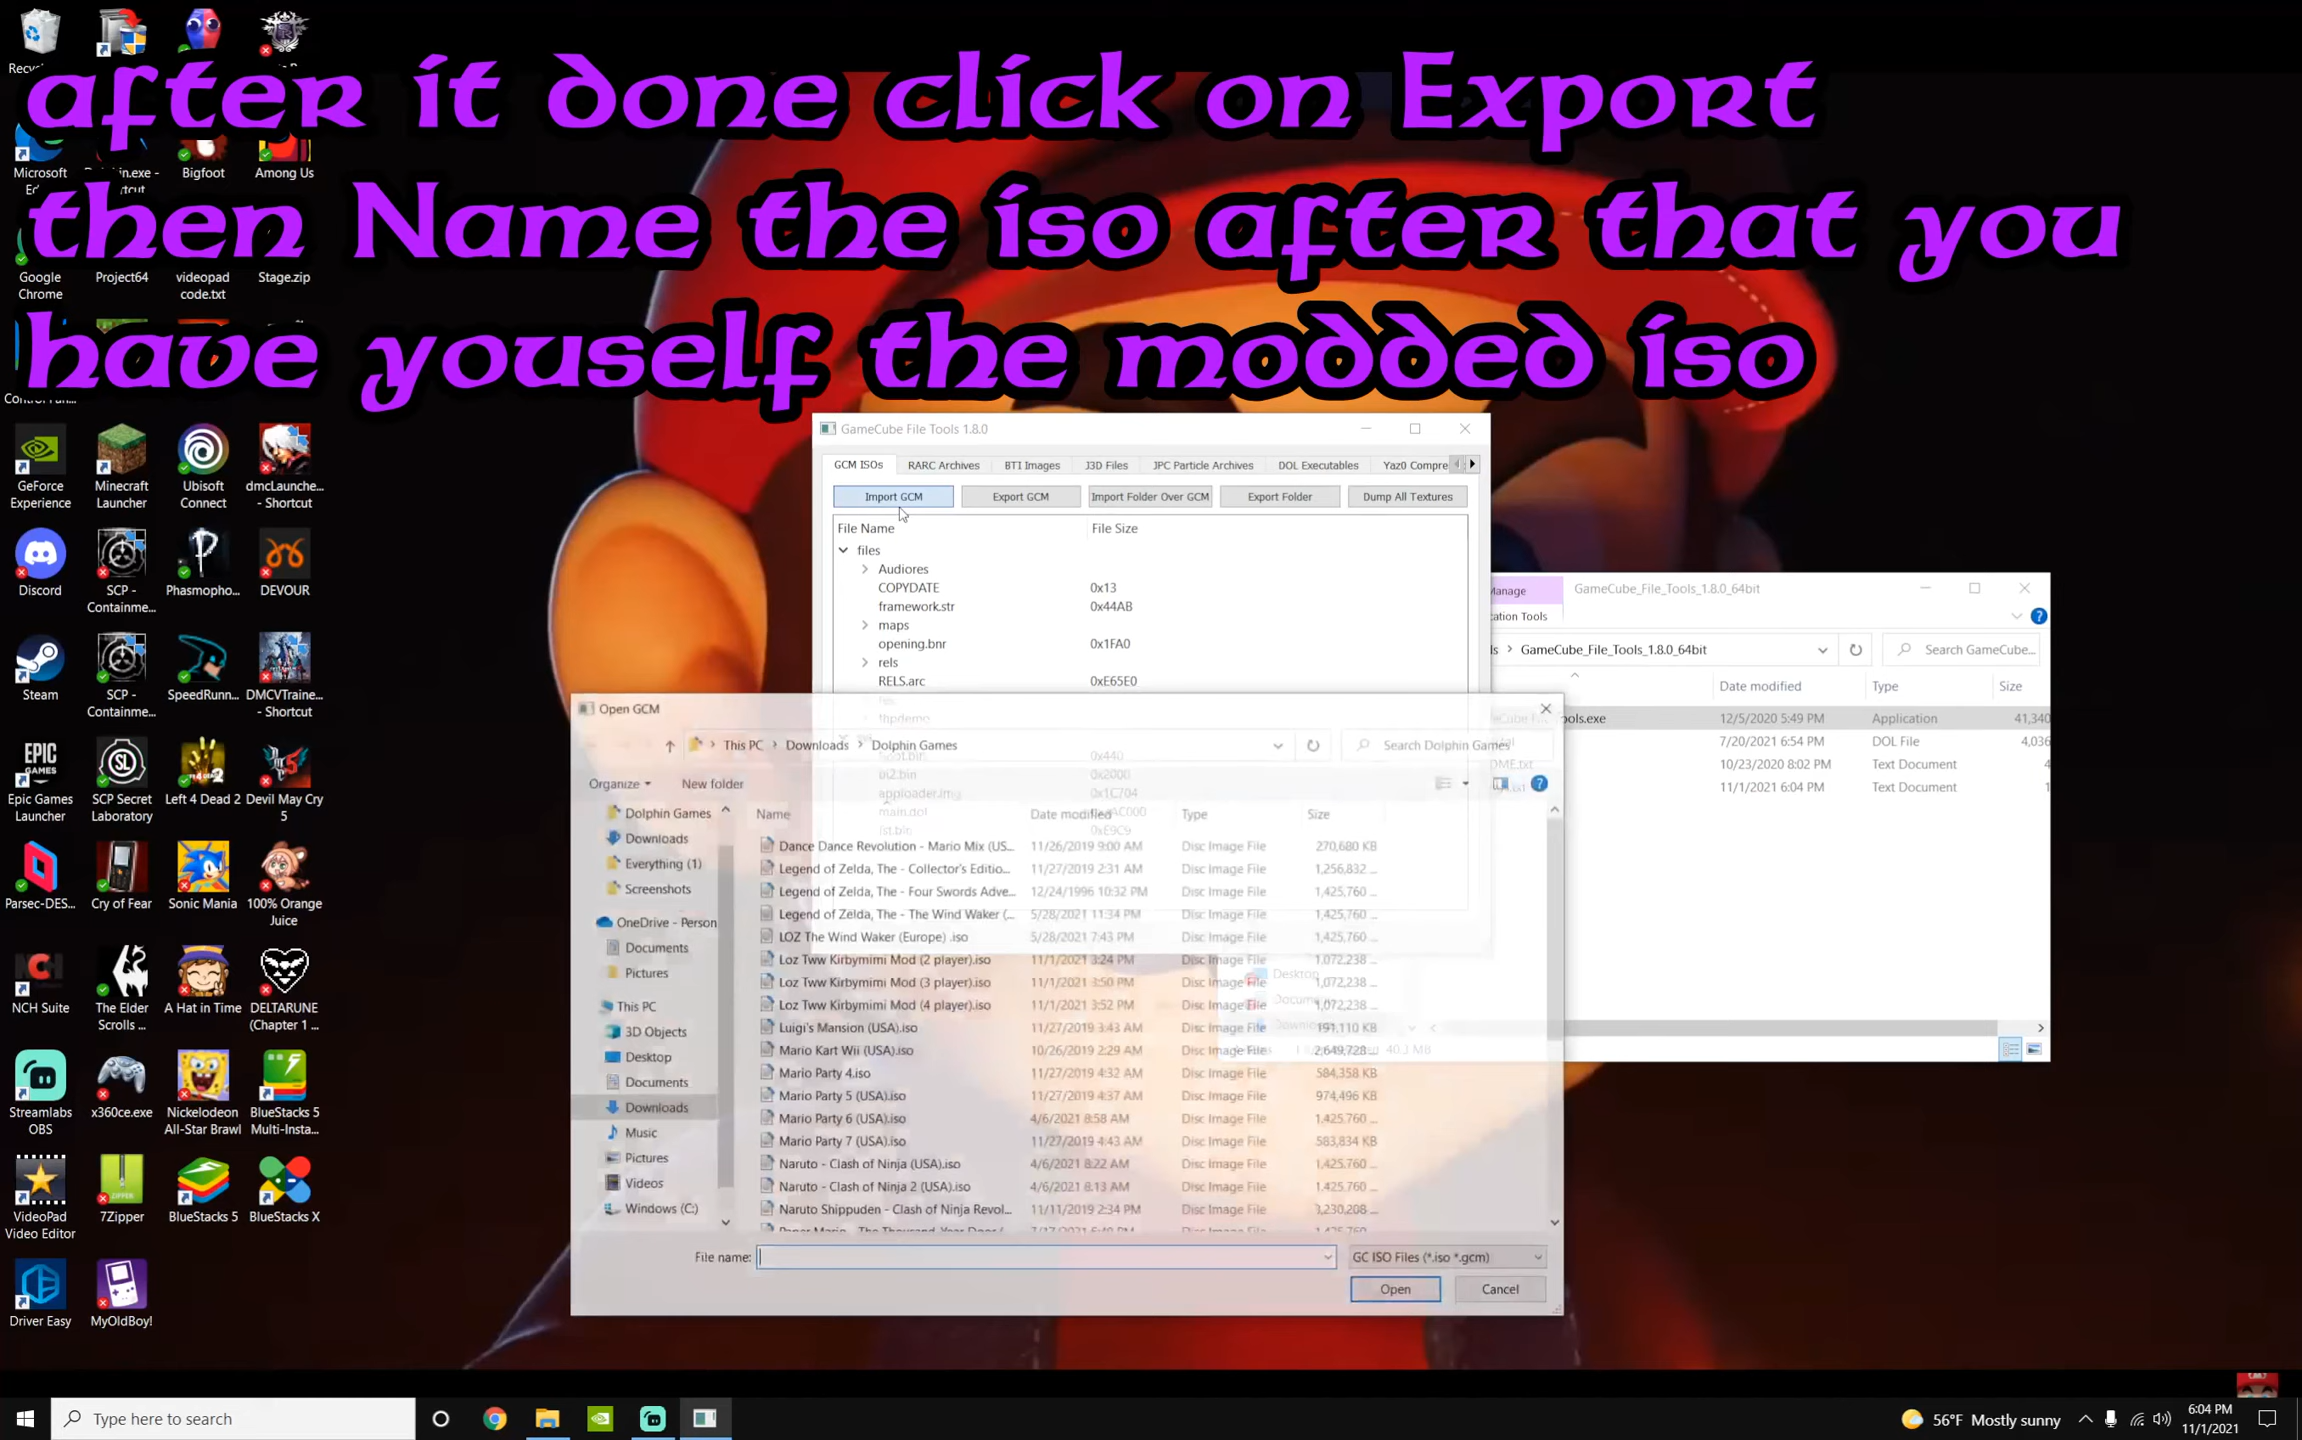 after it done click on Export
then Name the iso after that you
have youself the modded iso
Microsoft
Bigfoot
Among Us
Google Chrome
Project64
videopad code.txt
Stage.zip
GeForce Experience
Minecraft Launcher
Ubisoft Connect
dmcLaunche... - Shortcut
Discord
SCP - Containme...
Phasmopho...
DEVOUR
Steam
SCP - Containme...
SpeedRunn...
DMCVTraine... - Shortcut
Epic Games Launcher
SCP Secret Laboratory
Left 4 Dead 2
Devil May Cry 5
Parsec-DES...
Cry of Fear
Sonic Mania
100% Orange Juice
NCH Suite
The Elder Scrolls ...
A Hat in Time
DELTARUNE (Chapter 1 ...
Streamlabs OBS
x360ce.exe
Nickelodeon All-Star Brawl
BlueStacks 5 Multi-Insta...
VideoPad Video Editor
7Zipper
BlueStacks 5
BlueStacks X
Driver Easy
MyOldBoy!
GameCube File Tools 1.8.0
GCM ISOs RARC Archives BTI Images J3D Files JPC Particle Archives DOL Executables Yaz0 Compre
Import GCM Export GCM Import Folder Over GCM Export Folder Dump All Textures
File Name File Size
files
Audiores
COPYDATE 0x13
framework.str 0x44AB
maps
opening.bnr 0x1FA0
rels
RELS.arc 0xE65E0
Manage GameCube_File_Tools_1.8.0_64bit
ation Tools
ls > GameCube_File_Tools_1.8.0_64bit Search GameCube...
Date modified Type Size
ools.exe 12/5/2020 5:49 PM Application 41,340
7/20/2021 6:54 PM DOL File 4,036
10/23/2020 8:02 PM Text Document 4
11/1/2021 6:04 PM Text Document 1
Open GCM
This PC > Downloads > Dolphin Games Search Dolphin Games
Organize New folder
Dolphin Games
Downloads
Everything (1)
Screenshots
OneDrive - Person
Documents
Pictures
This PC
3D Objects
Desktop
Documents
Downloads
Music
Pictures
Videos
Windows (C:)
Name Date modified Type Size
Dance Dance Revolution - Mario Mix (US... 11/26/2019 9:00 AM Disc Image File 270,680 KB
Legend of Zelda, The - Collector's Editio... 11/27/2019 2:31 AM Disc Image File 1,256,832 ...
Legend of Zelda, The - Four Swords Adve... 12/24/1996 10:32 PM Disc Image File 1,425,760 ...
Legend of Zelda, The - The Wind Waker (... 5/28/2021 11:34 PM Disc Image File 1,425,760 ...
LOZ The Wind Waker (Europe) .iso 5/28/2021 7:43 PM Disc Image File 1,425,760 ...
Loz Tww Kirbymimi Mod (2 player).iso 11/1/2021 3:24 PM Disc Image File 1,072,238 ...
Loz Tww Kirbymimi Mod (3 player).iso 11/1/2021 3:50 PM Disc Image File 1,072,238 ...
Loz Tww Kirbymimi Mod (4 player).iso 11/1/2021 3:52 PM Disc Image File 1,072,238 ...
Luigi's Mansion (USA).iso 11/27/2019 3:43 AM Disc Image File 191,110 KB
Mario Kart Wii (USA).iso 10/26/2019 2:29 AM Disc Image File 2,649,728 ...
Mario Party 4.iso 11/27/2019 4:32 AM Disc Image File 584,358 KB
Mario Party 5 (USA).iso 11/27/2019 4:37 AM Disc Image File 974,496 KB
Mario Party 6 (USA).iso 4/6/2021 8:58 AM Disc Image File 1,425,760 ...
Mario Party 7 (USA).iso 11/27/2019 4:43 AM Disc Image File 583,834 KB
Naruto - Clash of Ninja (USA).iso 4/6/2021 8:22 AM Disc Image File 1,425,760 ...
Naruto - Clash of Ninja 2 (USA).iso 4/6/2021 8:13 AM Disc Image File 1,425,760 ...
Naruto Shippuden - Clash of Ninja Revol... 11/11/2019 2:34 PM Disc Image File 3,230,208 ...
File name: GC ISO Files (*.iso *.gcm)
Open Cancel
Type here to search
56°F Mostly sunny
6:04 PM
11/1/2021